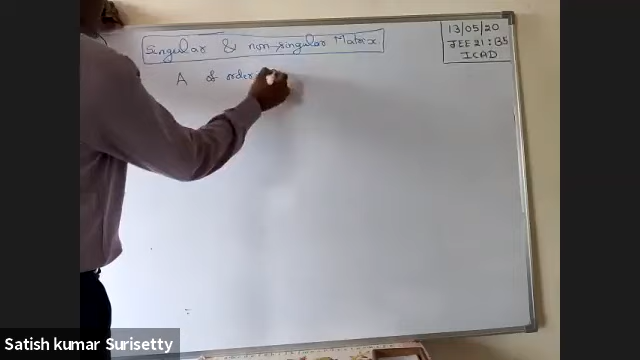 Singular & non-singular Matrix
13/05/20
JEE 21 : B5
ICAD
A of order
Satish kumar Surisetty